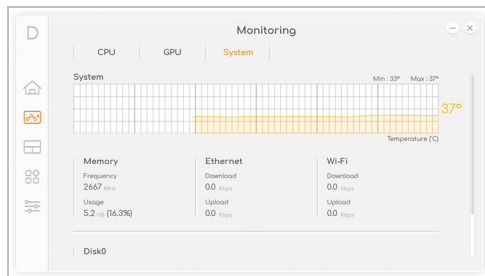 D
Monitoring
CPU GPU System
System Min : 33° Max : 37°
37°
Temperature (°C)
Memory Ethernet Wi-Fi
Frequency Download Download
2667 MHz 0.0 Kbps 0.0 Kbps
Usage Upload Upload
5.2 GB (16.3%) 0.0 Kbps 0.0 Kbps
Disk0